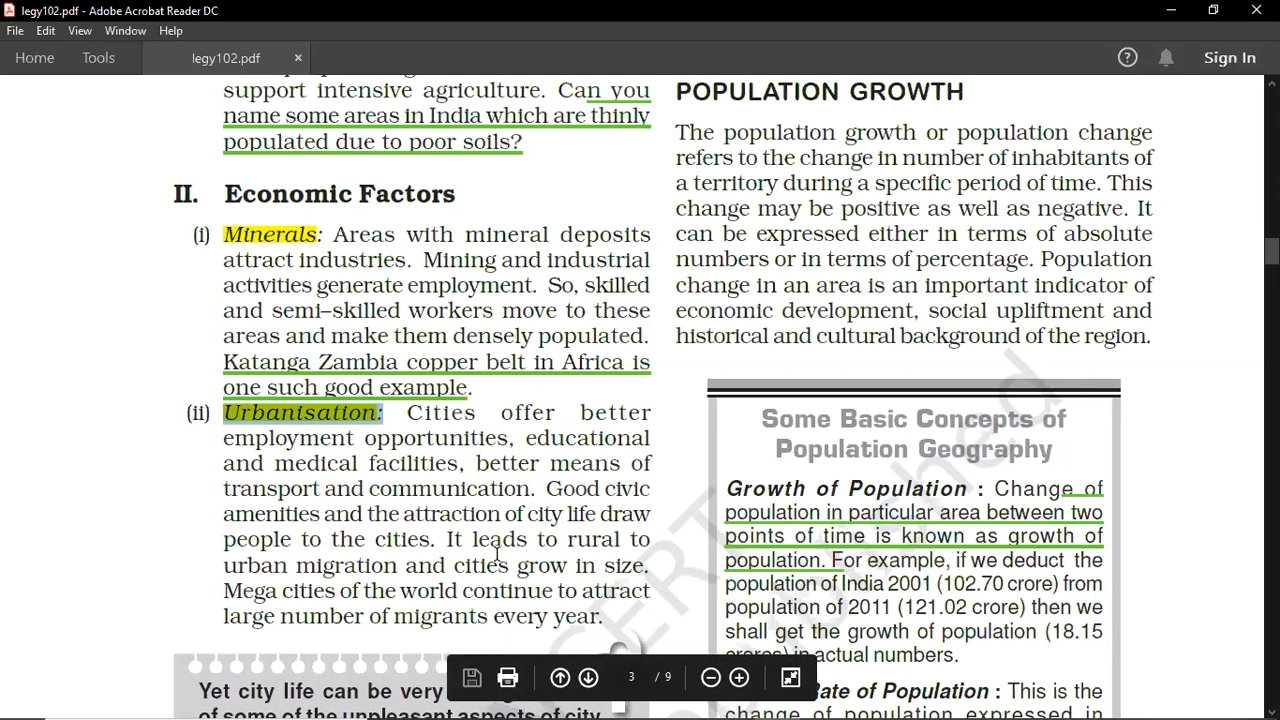 legy102.pdf - Adobe Acrobat Reader DC
File Edit View Window Help
Home Tools legy102.pdf × Sign In
support intensive agriculture. Can you
name some areas in India which are thinly
populated due to poor soils?
II. Economic Factors
(i) Minerals: Areas with mineral deposits
attract industries. Mining and industrial
activities generate employment. So, skilled
and semi–skilled workers move to these
areas and make them densely populated.
Katanga Zambia copper belt in Africa is
one such good example.
(ii) Urbanisation: Cities offer better
employment opportunities, educational
and medical facilities, better means of
transport and communication. Good civic
amenities and the attraction of city life draw
people to the cities. It leads to rural to
urban migration and cities grow in size.
Mega cities of the world continue to attract
large number of migrants every year.
Yet city life can be very
of some of the unpleasant aspects of city
POPULATION GROWTH
The population growth or population change
refers to the change in number of inhabitants of
a territory during a specific period of time. This
change may be positive as well as negative. It
can be expressed either in terms of absolute
numbers or in terms of percentage. Population
change in an area is an important indicator of
economic development, social upliftment and
historical and cultural background of the region.
Some Basic Concepts of
Population Geography
Growth of Population : Change of
population in particular area between two
points of time is known as growth of
population. For example, if we deduct the
population of India 2001 (102.70 crore) from
population of 2011 (121.02 crore) then we
shall get the growth of population (18.15
crores) in actual numbers.
Rate of Population : This is the
change of population expressed in
3 / 9